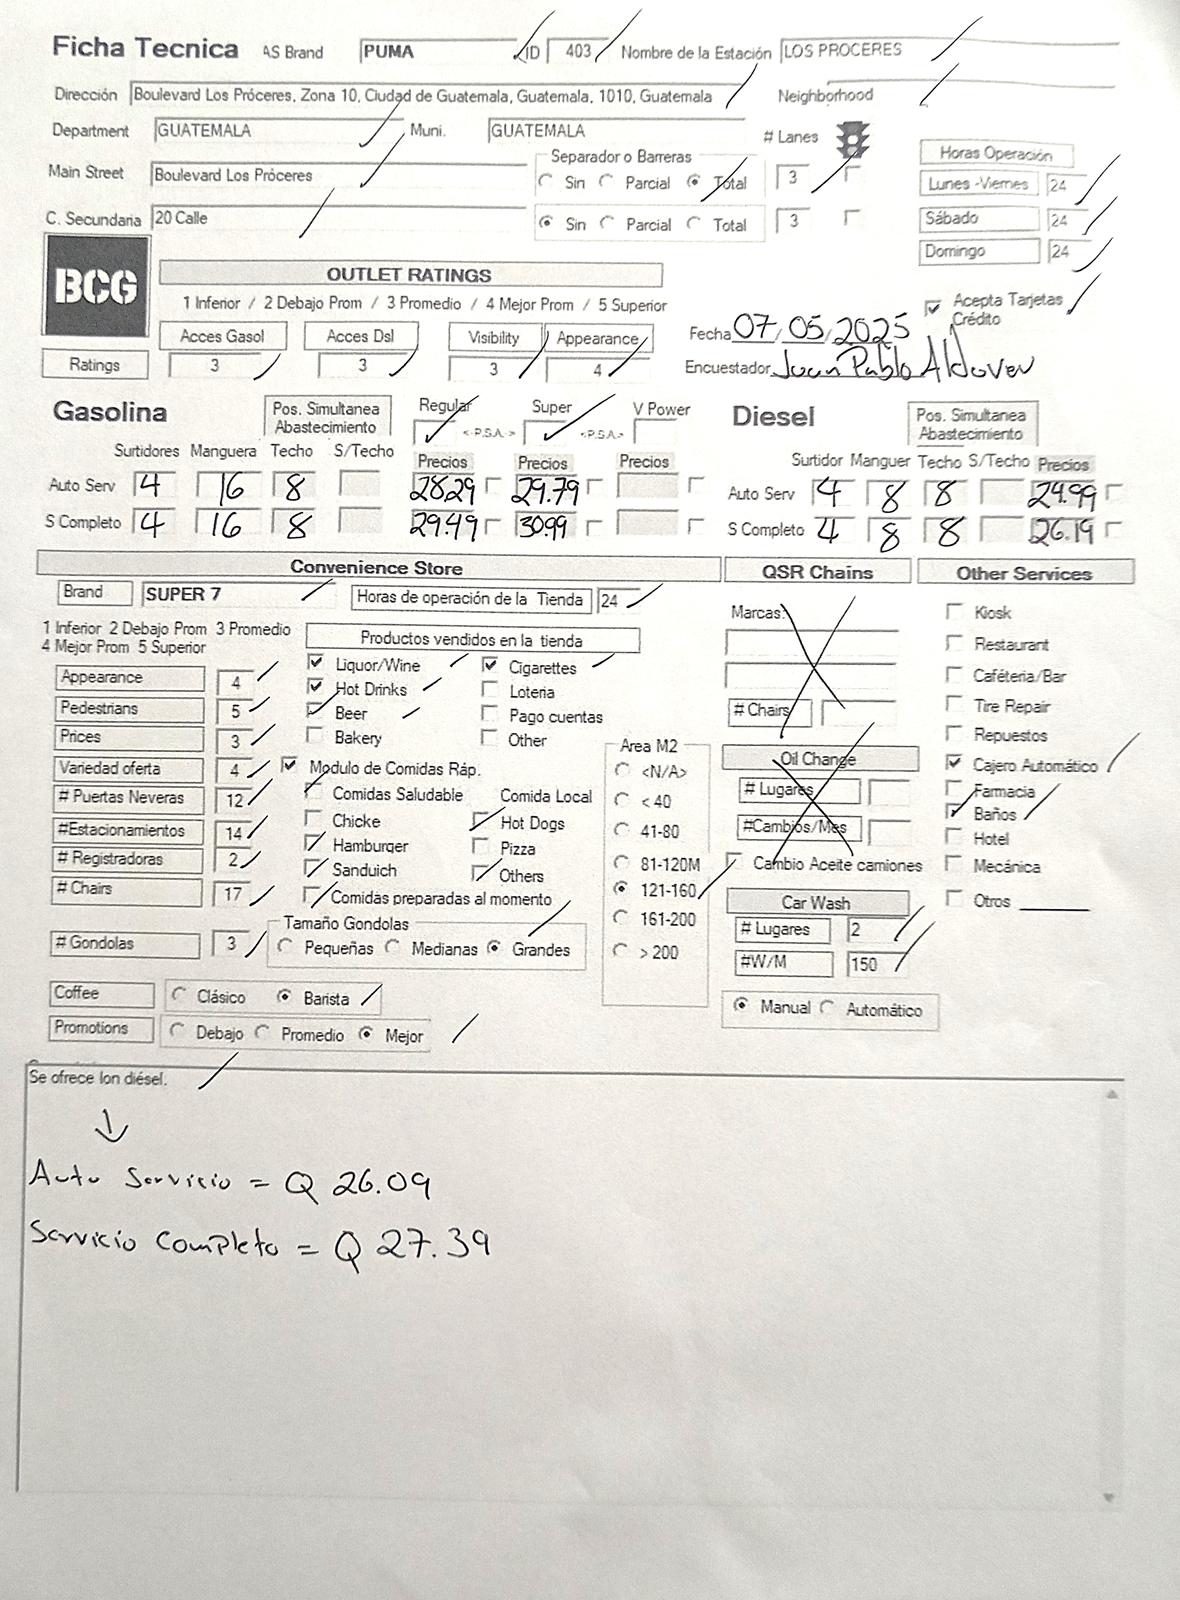 Ficha Tecnica AS Brand PUMA ID 403 Nombre de la Estación LOS PROCERES
Dirección Boulevard Los Próceres, Zona 10, Ciudad de Guatemala, Guatemala, 1010, Guatemala Neighborhood
Department GUATEMALA Muni. GUATEMALA # Lanes
Main Street Boulevard Los Próceres Separador o Barreras Sin Parcial Total 3
C. Secundaria 20 Calle Sin Parcial Total 3
Horas Operación
Lunes -Viernes 24
Sábado 24
Domingo 24
BCG
OUTLET RATINGS
1 Inferior / 2 Debajo Prom / 3 Promedio / 4 Mejor Prom / 5 Superior
Acces Gasol Acces Dsl Visibility Appearance
Ratings 3 3 3 4
Acepta Tarjetas
Crédito
Fecha 07/05/2025
Encuestador Juan Pablo Aldover
Gasolina Pos. Simultanea Abastecimiento Regular <-P.S.A.-> Super <-P.S.A.-> V Power
Surtidores Manguera Techo S/Techo Precios Precios Precios
Auto Serv 4 16 8 28.29 29.79
S Completo 4 16 8 29.49 30.99
Diesel Pos. Simultanea Abastecimiento
Surtidor Manguer Techo S/Techo Precios
Auto Serv 4 8 8 24.99
S Completo 4 8 8 26.19
Convenience Store
Brand SUPER 7 Horas de operación de la Tienda 24
1 Inferior 2 Debajo Prom 3 Promedio
4 Mejor Prom 5 Superior
Appearance 4
Pedestrians 5
Prices 3
Variedad oferta 4
# Puertas Neveras 12
#Estacionamientos 14
# Registradoras 2
# Chairs 17
# Gondolas 3
Productos vendidos en la tienda
Liquor/Wine Cigarettes
Hot Drinks Loteria
Beer Pago cuentas
Bakery Other
Modulo de Comidas Ráp.
Comidas Saludable Comida Local
Chicke Hot Dogs
Hamburger Pizza
Sanduich Others
Comidas preparadas al momento
Tamaño Gondolas
Pequeñas Medianas Grandes
Area M2
<N/A>
< 40
41-80
81-120M
121-160
161-200
> 200
Coffee Clásico Barista
Promotions Debajo Promedio Mejor
QSR Chains
Marcas:
# Chairs
Oil Change
# Lugares
#Cambios/Mes
Cambio Aceite camiones
Car Wash
# Lugares 2
#W/M 150
Manual Automático
Other Services
Kiosk
Restaurant
Caféteria/Bar
Tire Repair
Repuestos
Cajero Automático
Farmacia
Baños
Hotel
Mecánica
Otros
Se ofrece Ion diésel.
Auto Servicio = Q 26.09
Servicio Completo = Q 27.39